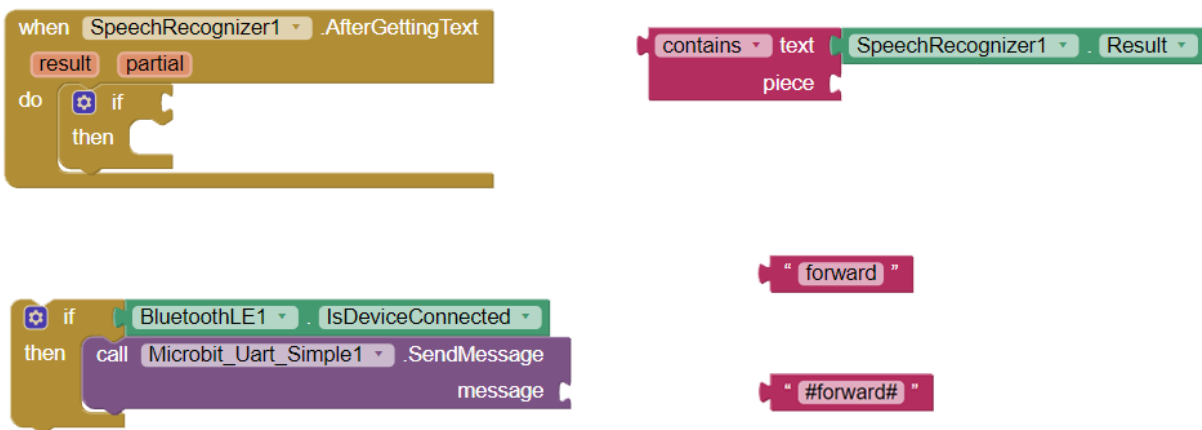 when SpeechRecognizer1 .AfterGettingText
result partial
do if
then
contains text SpeechRecognizer1 . Result
piece
" forward "
if BluetoothLE1 . IsDeviceConnected
then call Microbit_Uart_Simple1 .SendMessage
message
" #forward# "